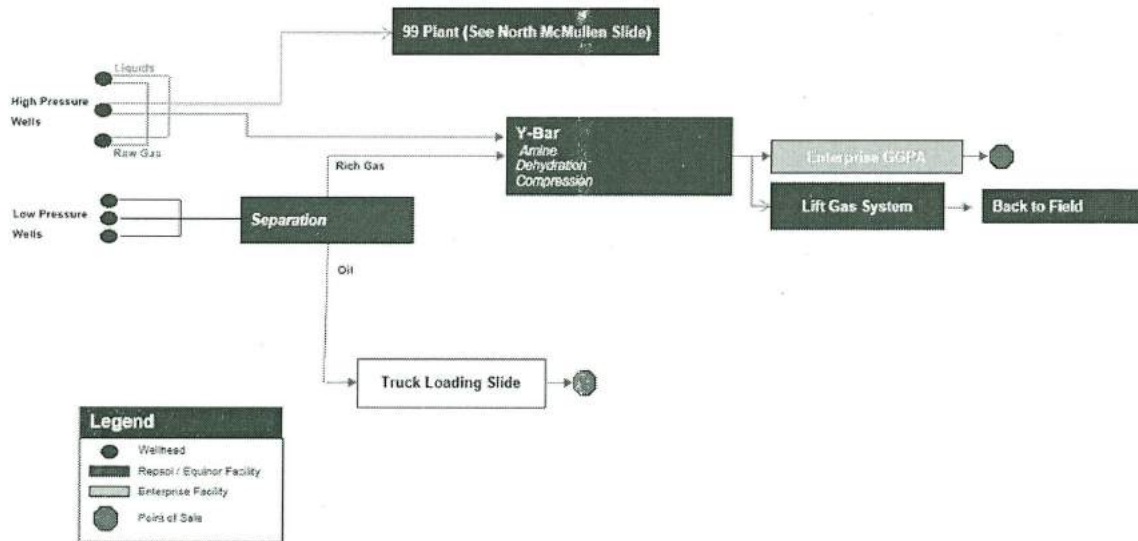 99 Plant (See North McMullen Slide)
Liquids
High Pressure
Wells
Raw Gas
Y-Bar
Amine
Dehydration
Compression
Enterprise GGPA
Rich Gas
Lift Gas System
Back to Field
Low Pressure
Wells
Separation
Oil
Truck Loading Slide
Legend
Wellhead
Repsol / Equinor Facility
Enterprise Facility
Point of Sale